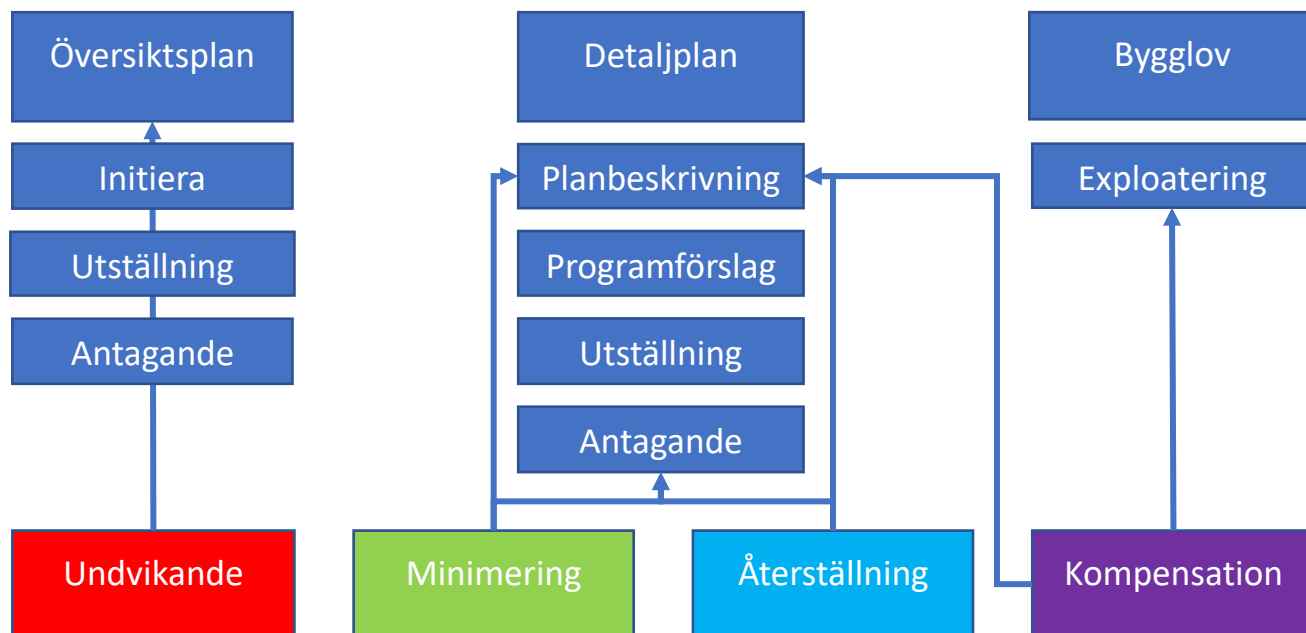 Översiktsplan
Initiera
Utställning
Antagande
Undvikande
Detaljplan
Planbeskrivning
Programförslag
Utställning
Antagande
Minimering
Återställning
Bygglov
Exploatering
Kompensation